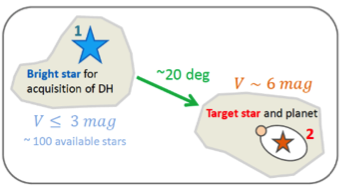 1
Bright star for
acquisition of DH
V ≤ 3 mag
~ 100 available stars
~20 deg
V ~ 6 mag
Target star and planet
2